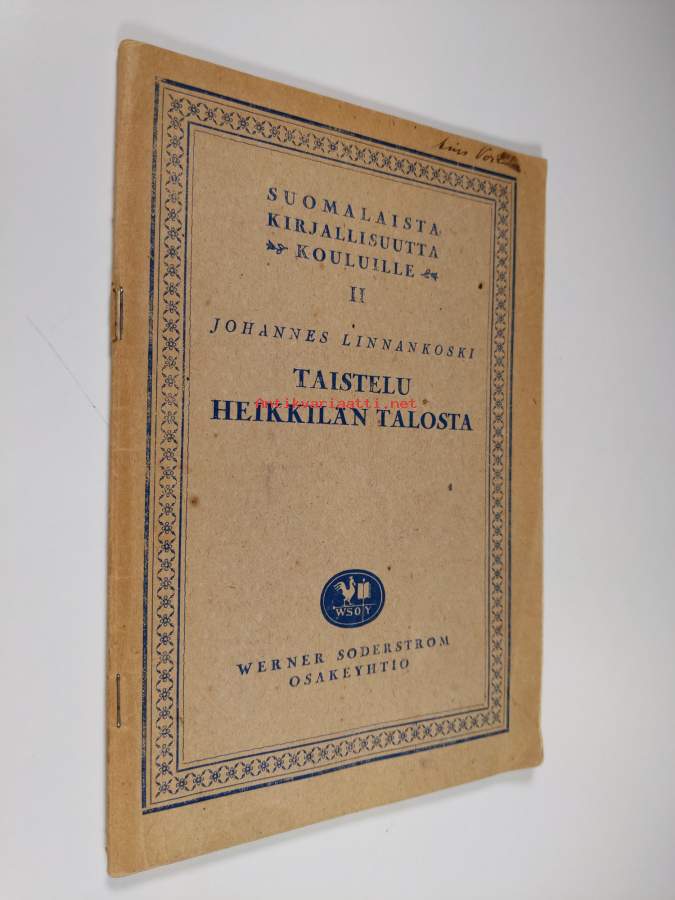 SUOMALAISTA
KIRJALLISUUTTA
KOULUILLE
II
JOHANNES LINNANKOSKI
TAISTELU
Antikvariaatti.net
HEIKKILÄN TALOSTA
WSOY
WERNER SÖDERSTRÖM
OSAKEYHTIÖ